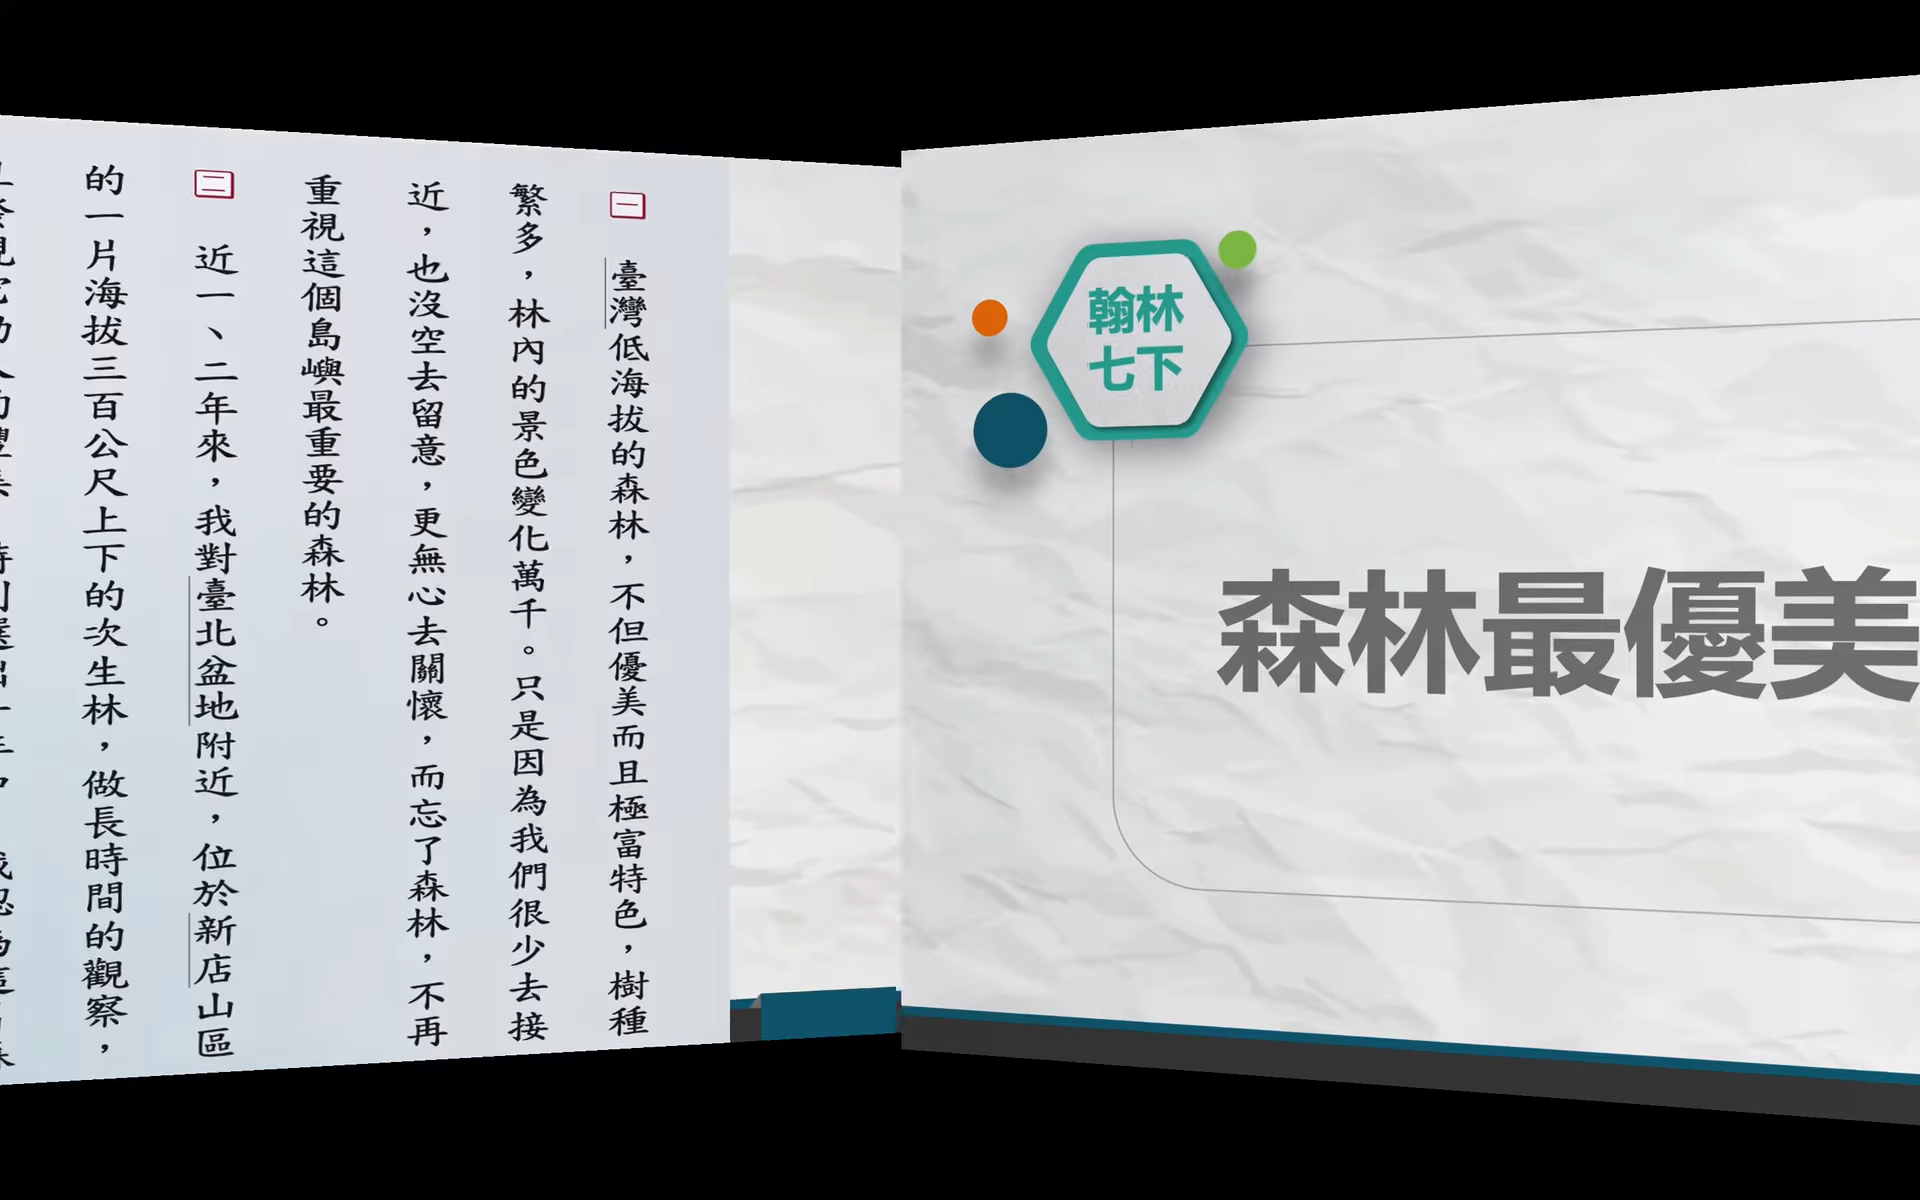 翰林
七下
森林最優美
一 臺灣低海拔的森林，不但優美而且極富特色，樹種
繁多，林內的景色變化萬千。只是因為我們很少去接
近，也沒空去留意，更無心去關懷，而忘了森林，不再
重視這個島嶼最重要的森林。
二 近一、二年來，我對臺北盆地附近，位於新店山區
的一片海拔三百公尺上下的次生林，做長時間的觀察，